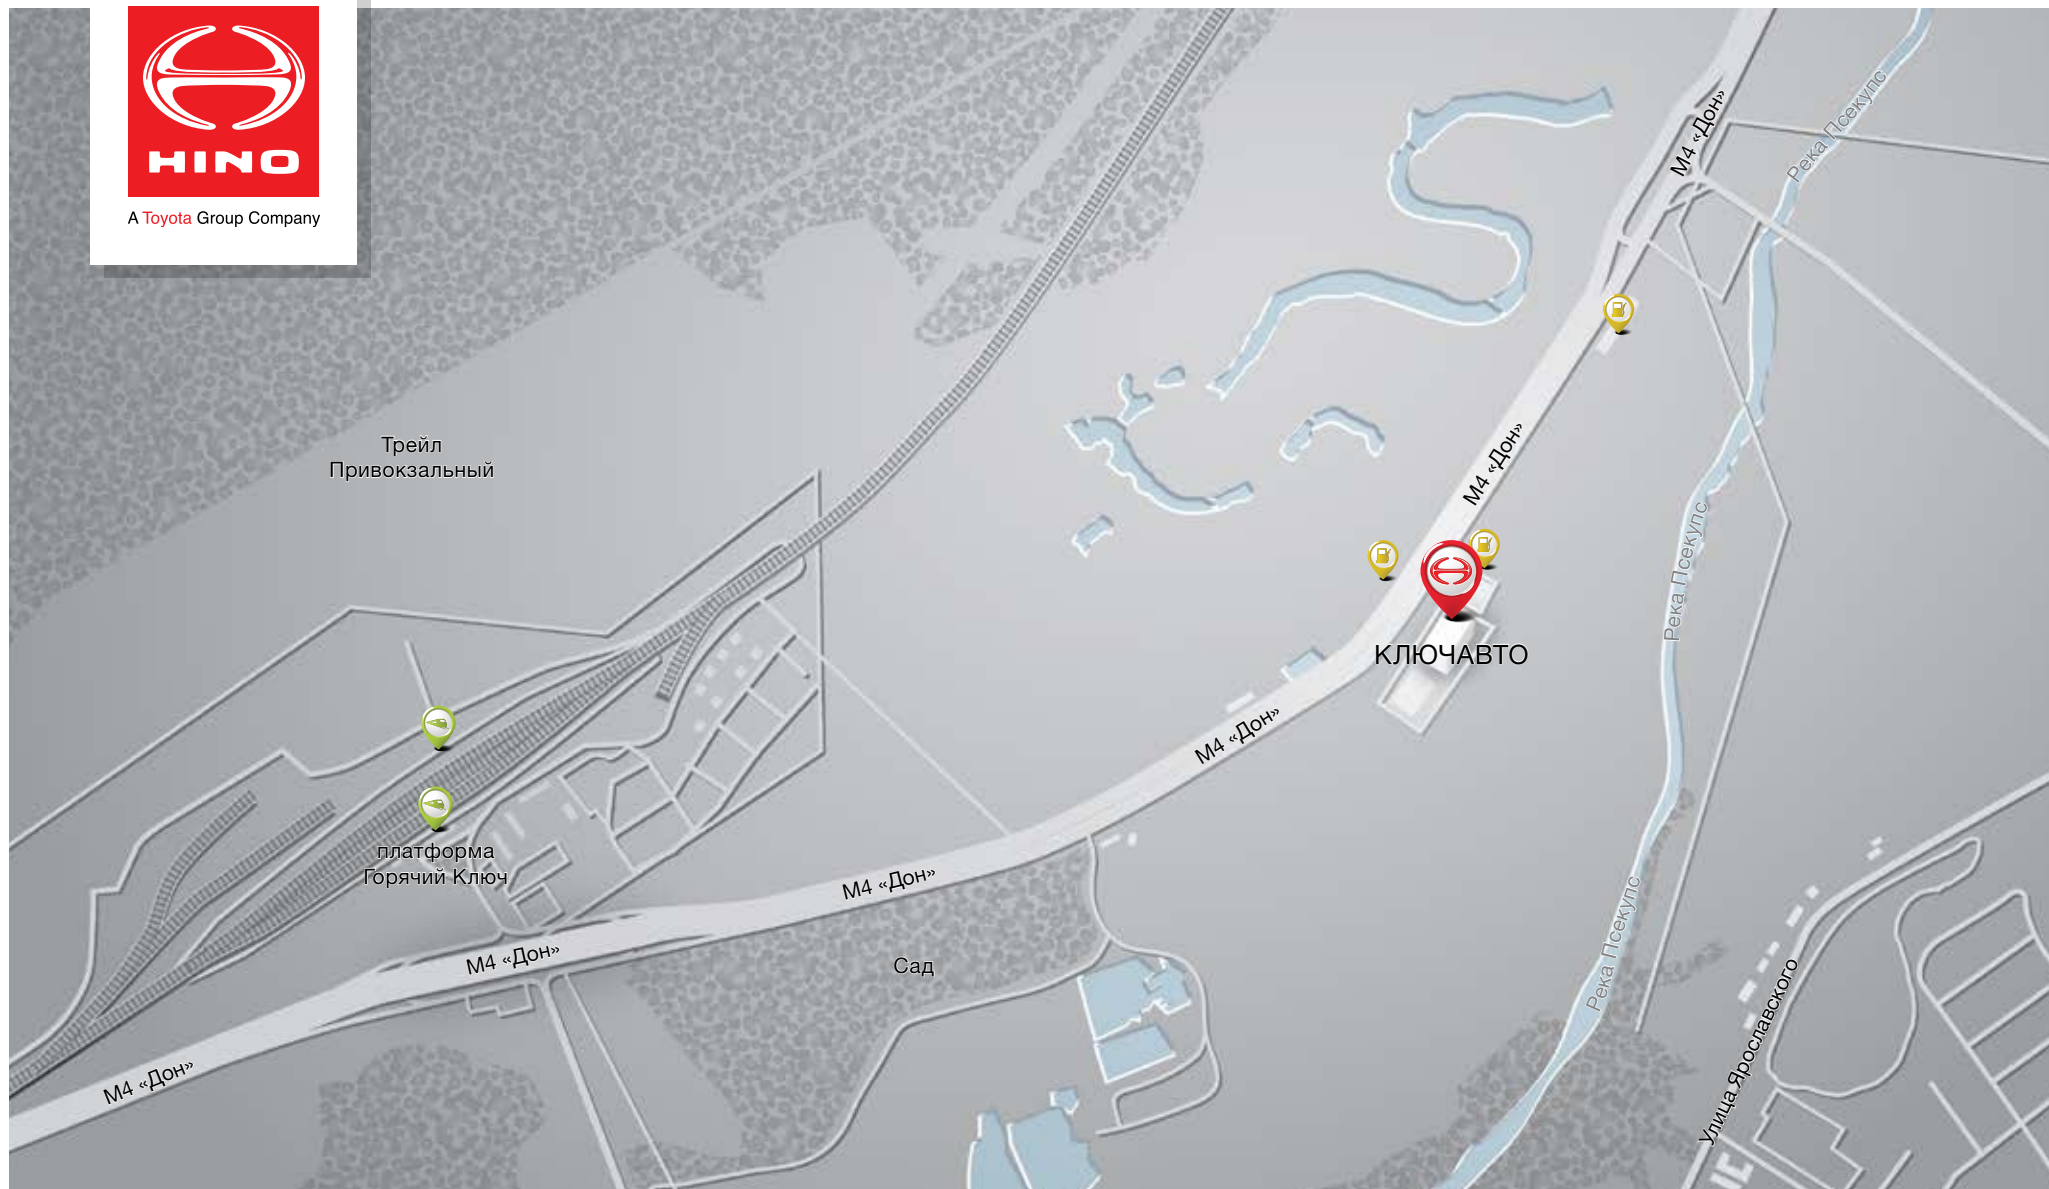 HINO
A Toyota Group Company
М4 «Дон»
Река Псекупс
Трейл
Привокзальный
М4 «Дон»
Река Псекупс
КЛЮЧАВТО
М4 «Дон»
платформа
Горячий Ключ
М4 «Дон»
М4 «Дон»
Сад
Река Псекупс
Улица Ярославского
М4 «Дон»